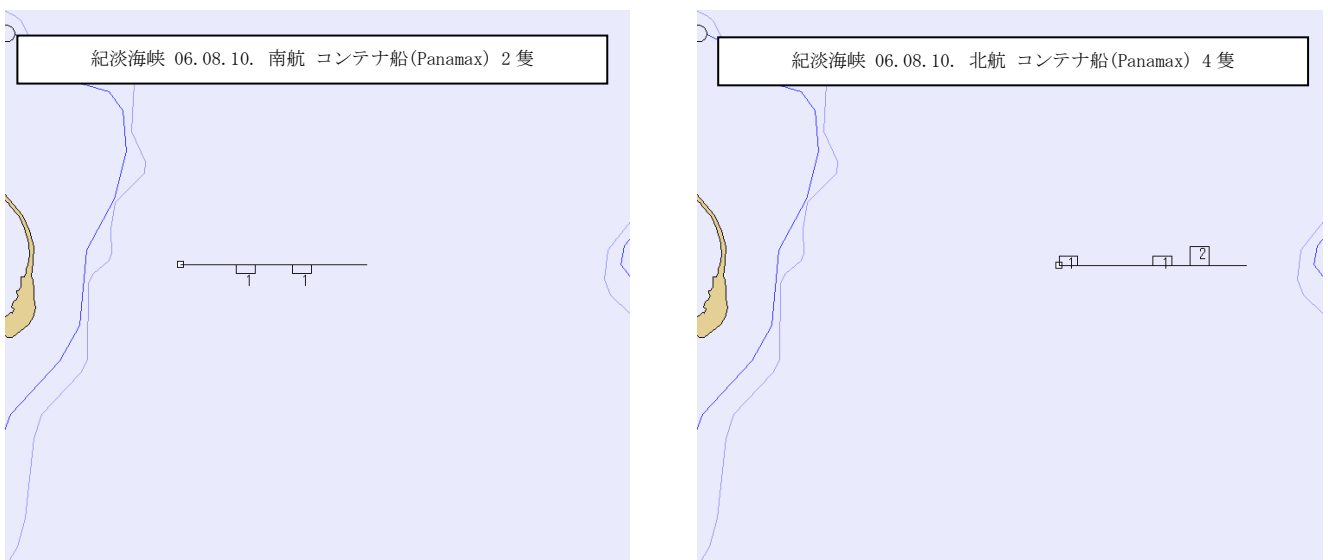 紀淡海峡 06.08.10. 南航 コンテナ船(Panamax) 2 隻
1 1
紀淡海峡 06.08.10. 北航 コンテナ船(Panamax) 4 隻
1 1 2